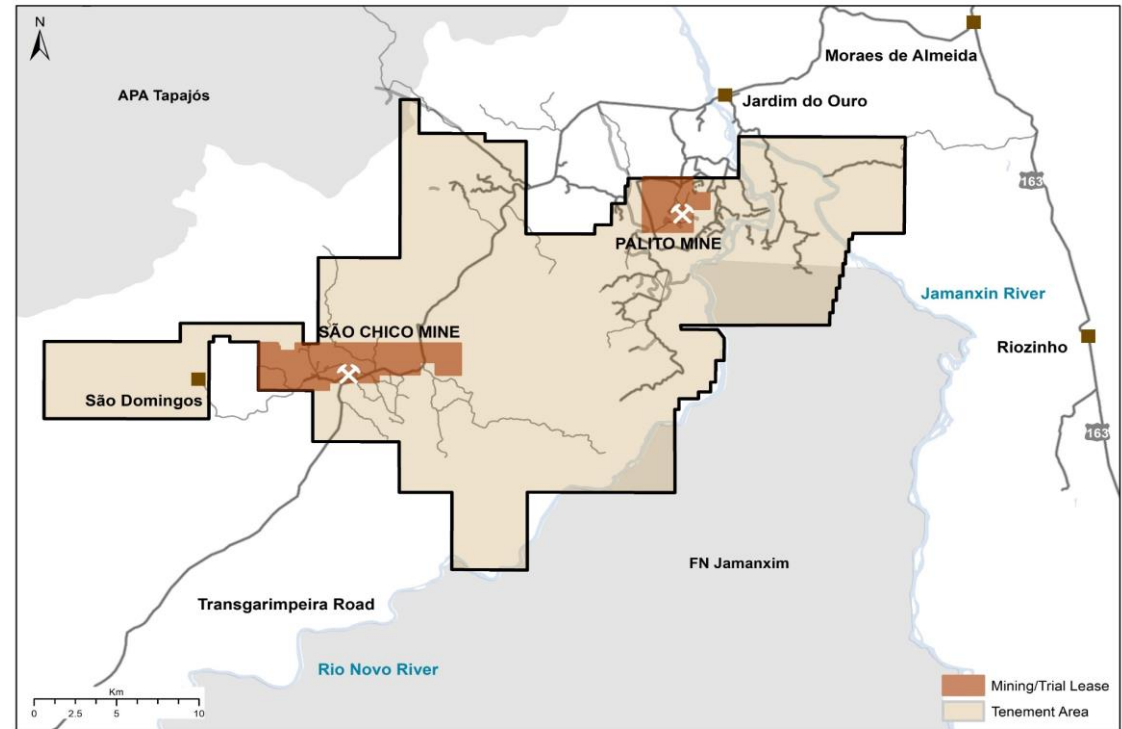 N
Moraes de Almeida
APA Tapajós
Jardim do Ouro
163
PALITO MINE
Jamanxin River
SÃO CHICO MINE
Riozinho
São Domingos
163
FN Jamanxim
Transgarimpeira Road
Rio Novo River
Km
0 2.5 5 10
Mining/Trial Lease
Tenement Area